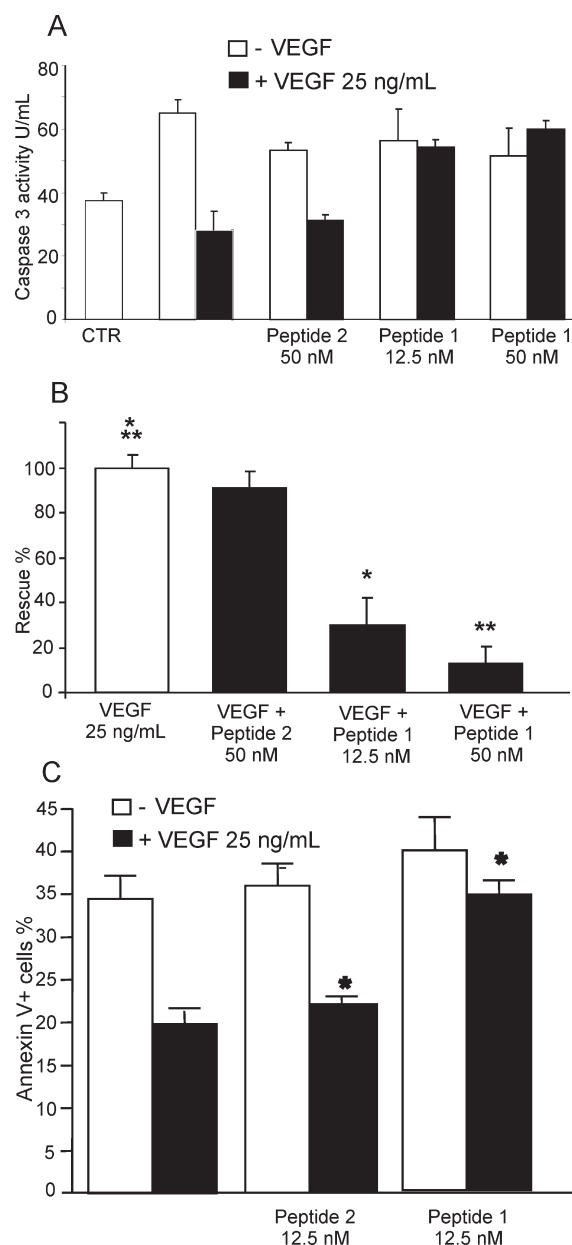 A
- VEGF
+ VEGF 25 ng/mL
Caspase 3 activity U/mL
80
60
40
20
0
CTR
Peptide 2
50 nM
Peptide 1
12.5 nM
Peptide 1
50 nM
B
*
**
*
**
Rescue %
100
80
60
40
20
0
VEGF
25 ng/mL
VEGF +
Peptide 2
50 nM
VEGF +
Peptide 1
12.5 nM
VEGF +
Peptide 1
50 nM
C
- VEGF
+ VEGF 25 ng/mL
*
*
Annexin V+ cells %
45
40
35
30
25
20
15
10
5
0
Peptide 2
12.5 nM
Peptide 1
12.5 nM